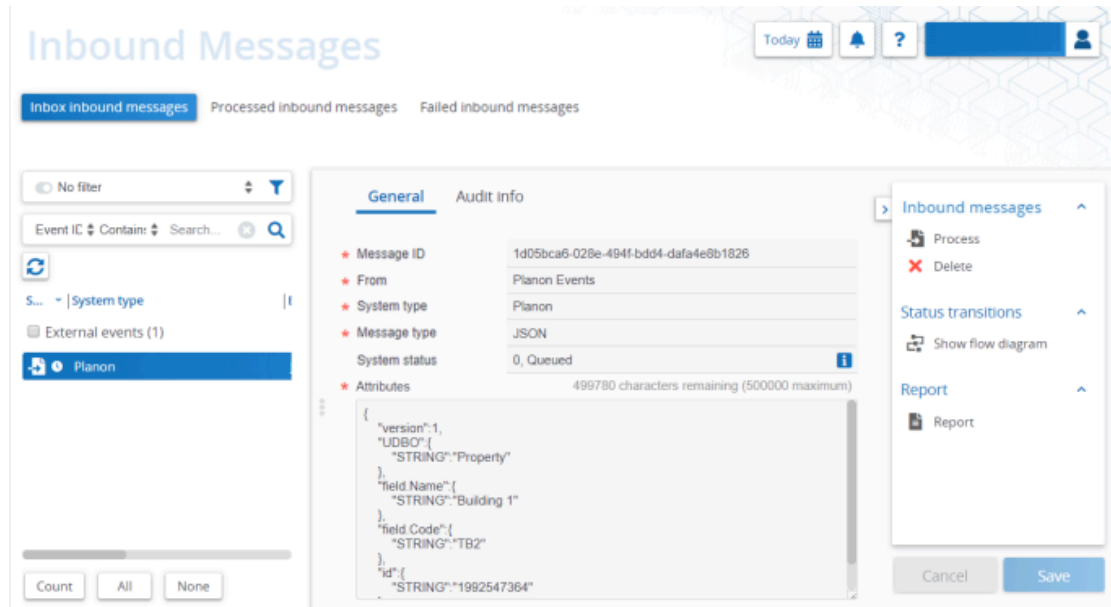 Inbound Messages
Today
?
Inbox inbound messages Processed inbound messages Failed inbound messages
No filter
Event IC Contain: Search...
S... System type
External events (1)
Planon
General Audit info
* Message ID 1d05bca6-028e-494f-bdd4-dafa4e8b1826
* From Planon Events
* System type Planon
* Message type JSON
System status 0, Queued i
* Attributes 499780 characters remaining (500000 maximum)
{
"version":1,
"UDBO":{
"STRING":"Property"
},
"field.Name":{
"STRING":"Building 1"
},
"field.Code":{
"STRING":"TB2"
},
"id":{
"STRING":"1992547364"
Inbound messages
Process
Delete
Status transitions
Show flow diagram
Report
Report
Count All None
Cancel Save